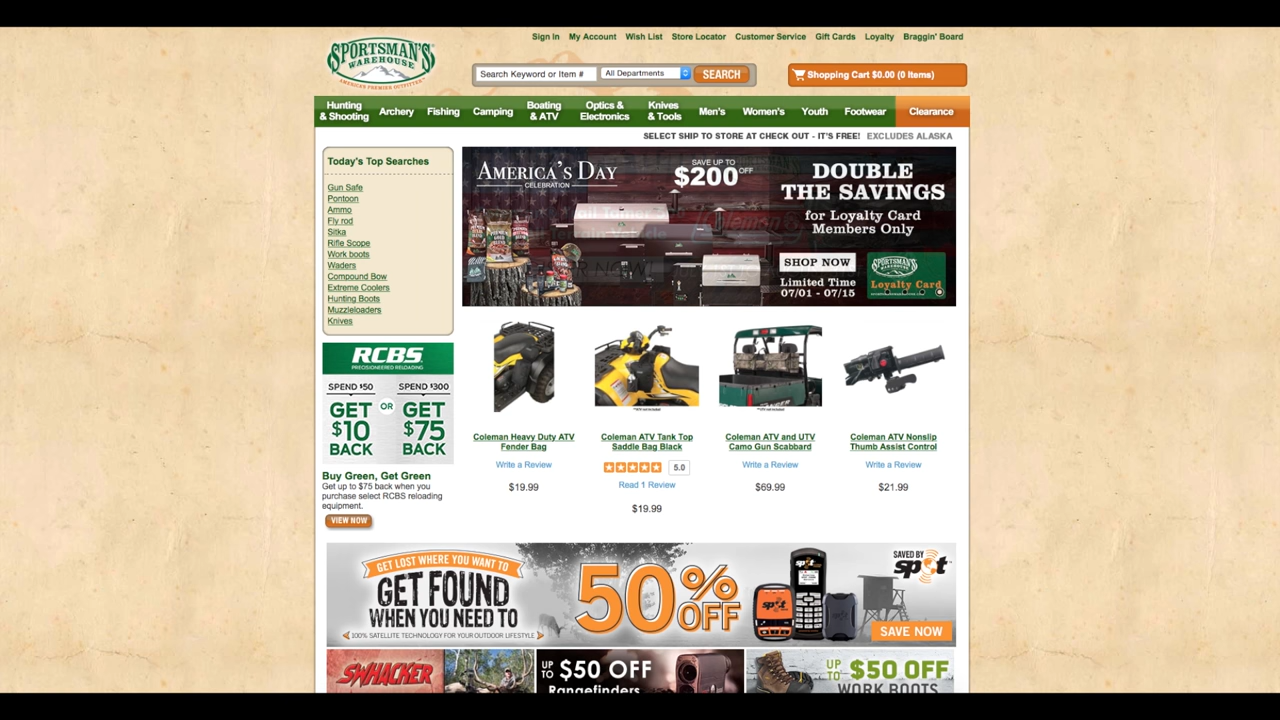 Sign In My Account Wish List Store Locator Customer Service Gift Cards Loyalty Braggin' Board
SPORTSMAN'S
WAREHOUSE
AMERICA'S PREMIER OUTFITTER
Search Keyword or Item # All Departments SEARCH
Shopping Cart $0.00 (0 Items)
Hunting & Shooting Archery Fishing Camping Boating & ATV Optics & Electronics Knives & Tools Men's Women's Youth Footwear Clearance
SELECT SHIP TO STORE AT CHECK OUT - IT'S FREE! EXCLUDES ALASKA
Today's Top Searches
Gun Safe
Pontoon
Ammo
Fly rod
Sitka
Rifle Scope
Work boots
Waders
Compound Bow
Extreme Coolers
Hunting Boots
Muzzleloaders
Knives
AMERICA'S DAY
CELEBRATION
SAVE UP TO
$200 OFF
DOUBLE
THE SAVINGS
for Loyalty Card
Members Only
SHOP NOW
Limited Time
07/01 - 07/15
SPORTSMAN'S
WAREHOUSE
Loyalty Card
RCBS
PRECISIONEERED RELOADING
SPEND $50
GET
$10
BACK
OR
SPEND $300
GET
$75
BACK
Buy Green, Get Green
Get up to $75 back when you
purchase select RCBS reloading
equipment.
VIEW NOW
Coleman Heavy Duty ATV
Fender Bag
Write a Review
$19.99
Coleman ATV Tank Top
Saddle Bag Black
5.0
Read 1 Review
$19.99
Coleman ATV and UTV
Camo Gun Scabbard
Write a Review
$69.99
Coleman ATV Nonslip
Thumb Assist Control
Write a Review
$21.99
GET LOST WHERE YOU WANT TO
GET FOUND
WHEN YOU NEED TO
100% SATELLITE TECHNOLOGY FOR YOUR OUTDOOR LIFESTYLE
50% OFF
SAVED BY
spot
SAVE NOW
SWHACKER
UP TO $50 OFF
Rangefinders
UP TO $50 OFF
WORK BOOTS